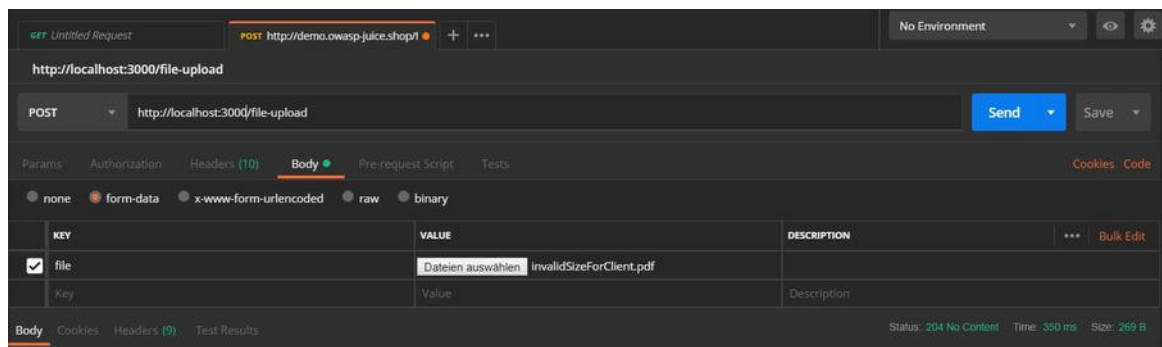 GET Untitled Request POST http://demo.owasp-juice.shop/f + ••• No Environment
http://localhost:3000/file-upload
POST http://localhost:3000/file-upload Send Save
Params Authorization Headers (10) Body Pre-request Script Tests Cookies Code
none form-data x-www-form-urlencoded raw binary
KEY VALUE DESCRIPTION ••• Bulk Edit
file Dateien auswählen invalidSizeForClient.pdf
Key Value Description
Body Cookies Headers (9) Test Results Status: 204 No Content Time: 350 ms Size: 269 B